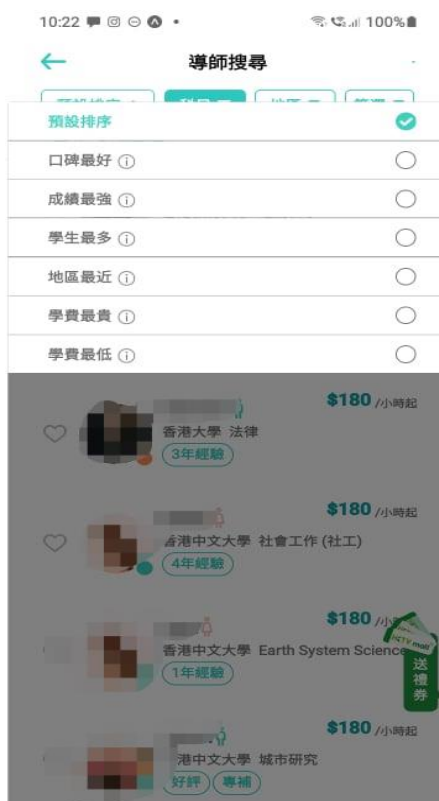 10:22
100%
導師搜尋
預設排序
口碑最好
成績最強
學生最多
地區最近
學費最貴
學費最低
$180 /小時起
香港大學 法律
3年經驗
$180 /小時起
香港中文大學 社會工作 (社工)
4年經驗
$180 /小
香港中文大學 Earth System Science
1年經驗
HKTVmall
送禮券
$180 /小時起
港中文大學 城市研究
好評 專補